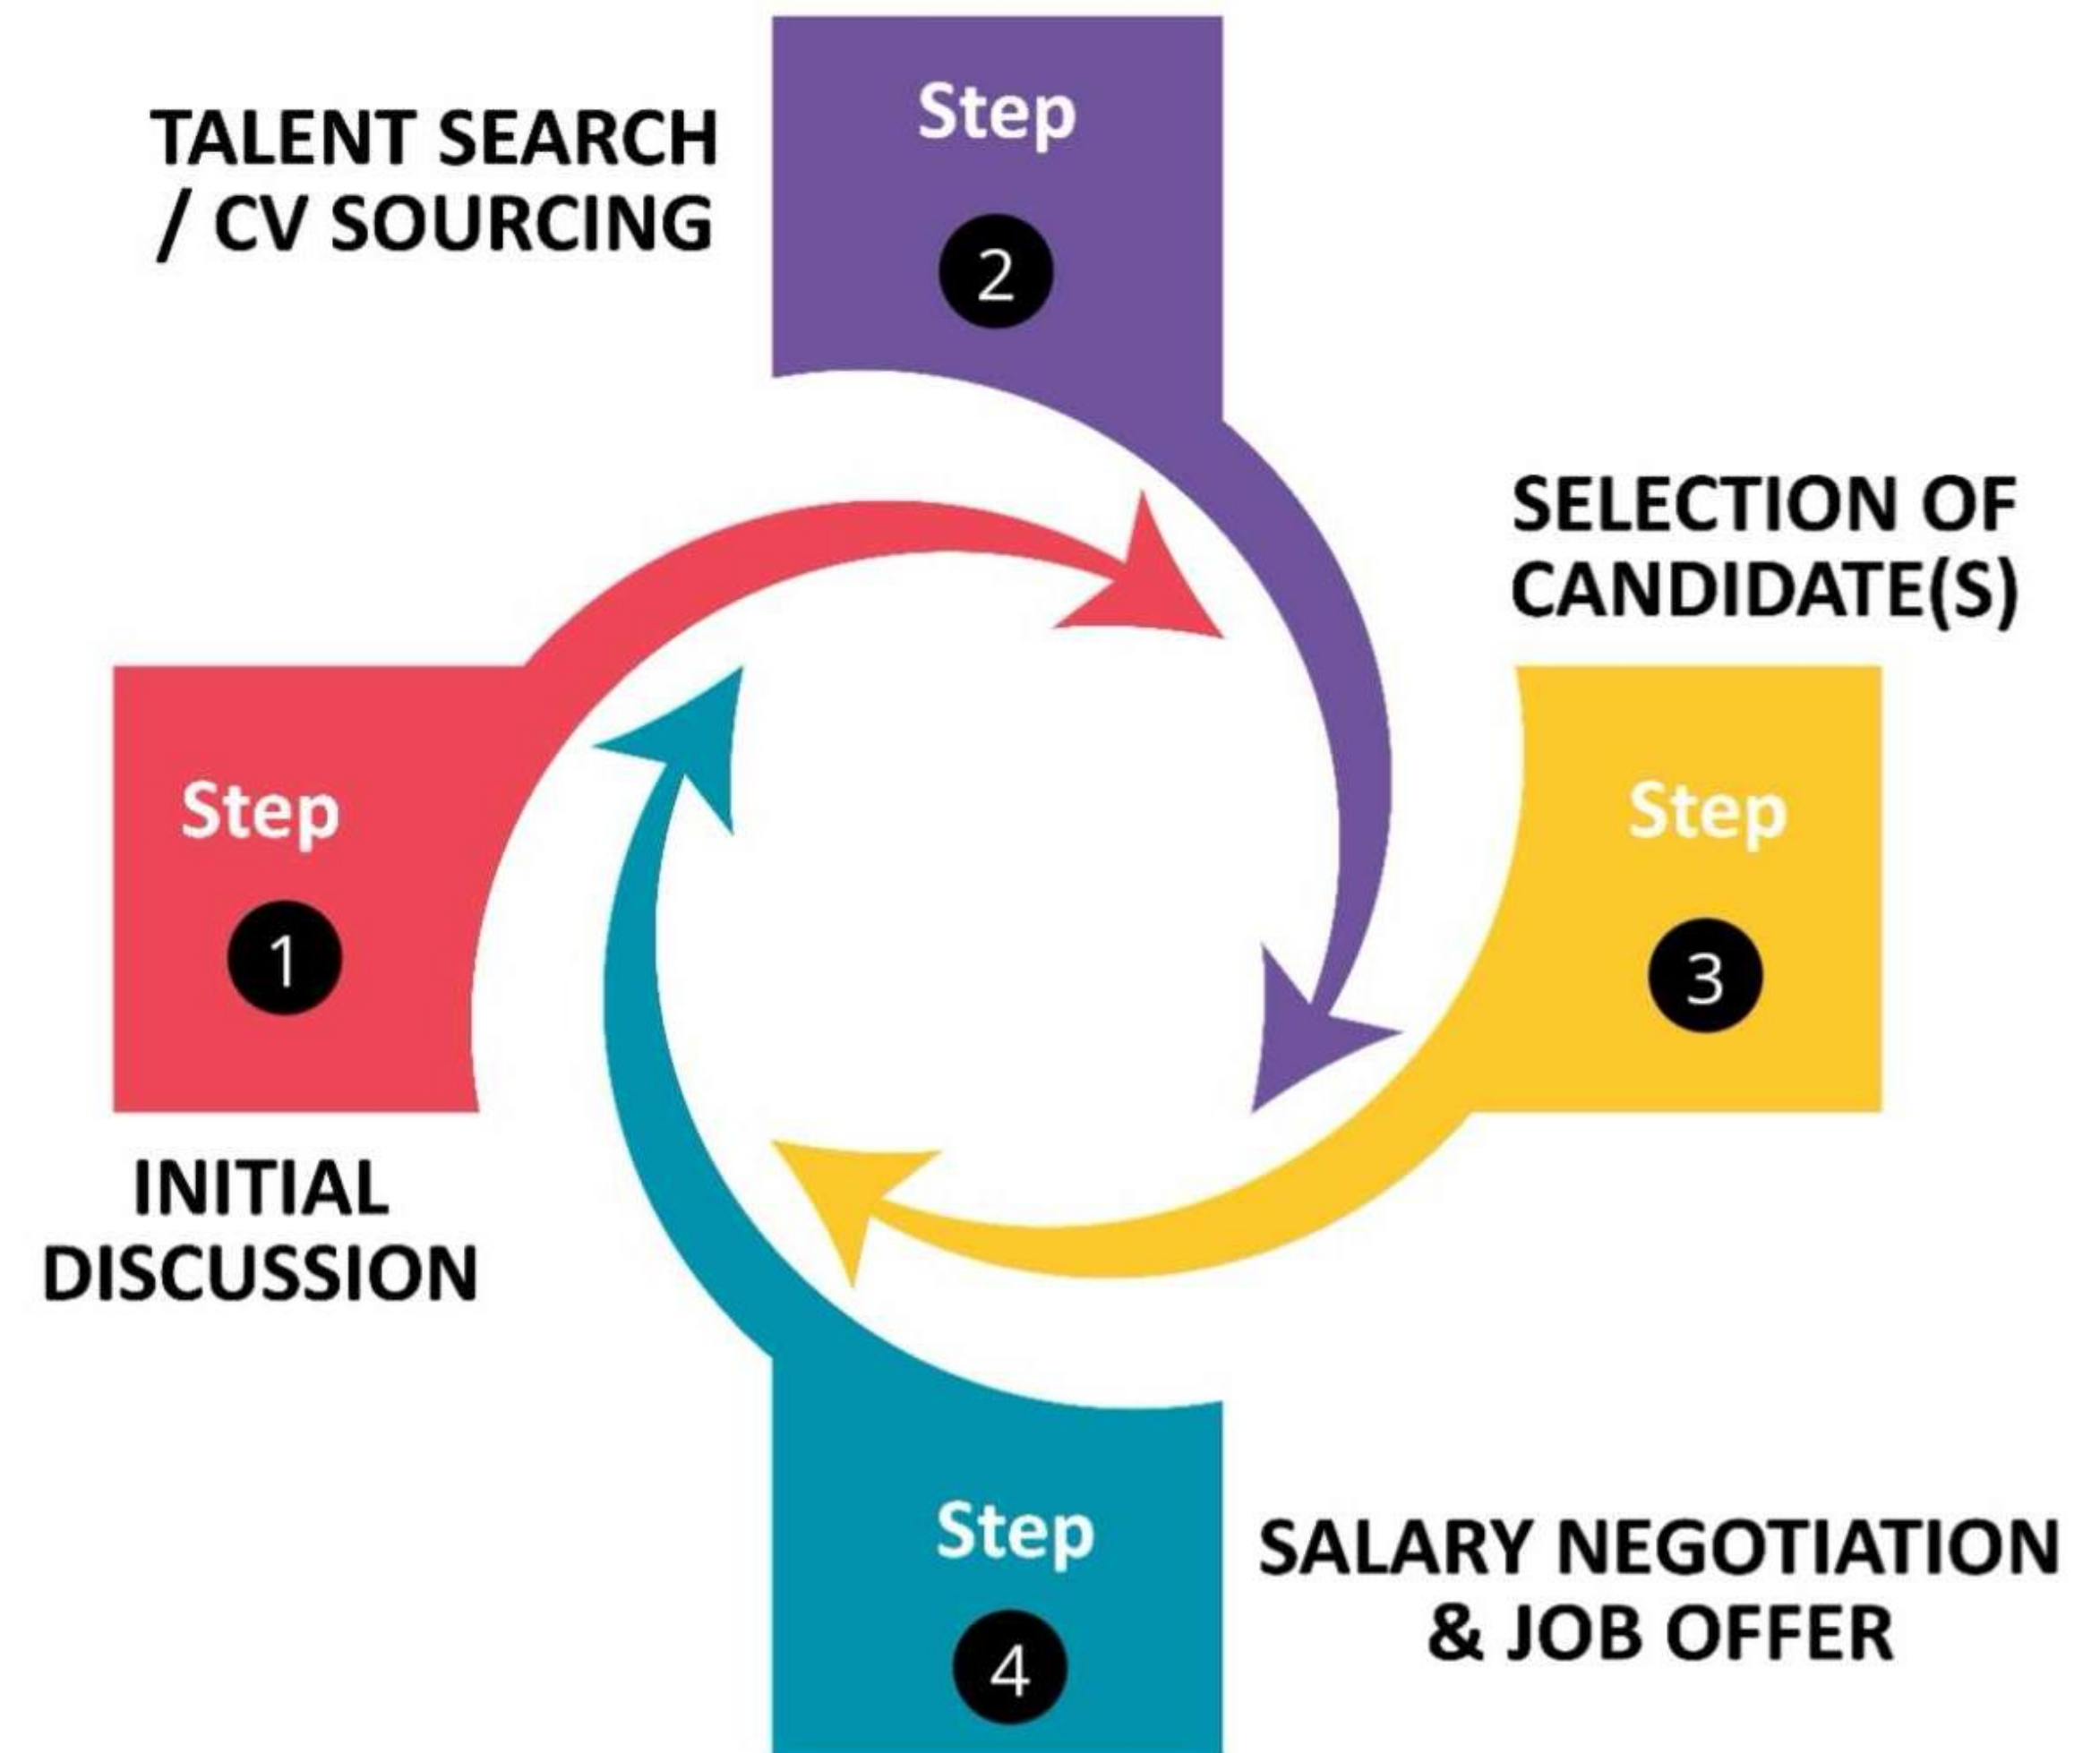 TALENT SEARCH
/ CV SOURCING
Step
2
SELECTION OF
CANDIDATE(S)
Step
1
Step
3
INITIAL
DISCUSSION
Step
4
SALARY NEGOTIATION
& JOB OFFER